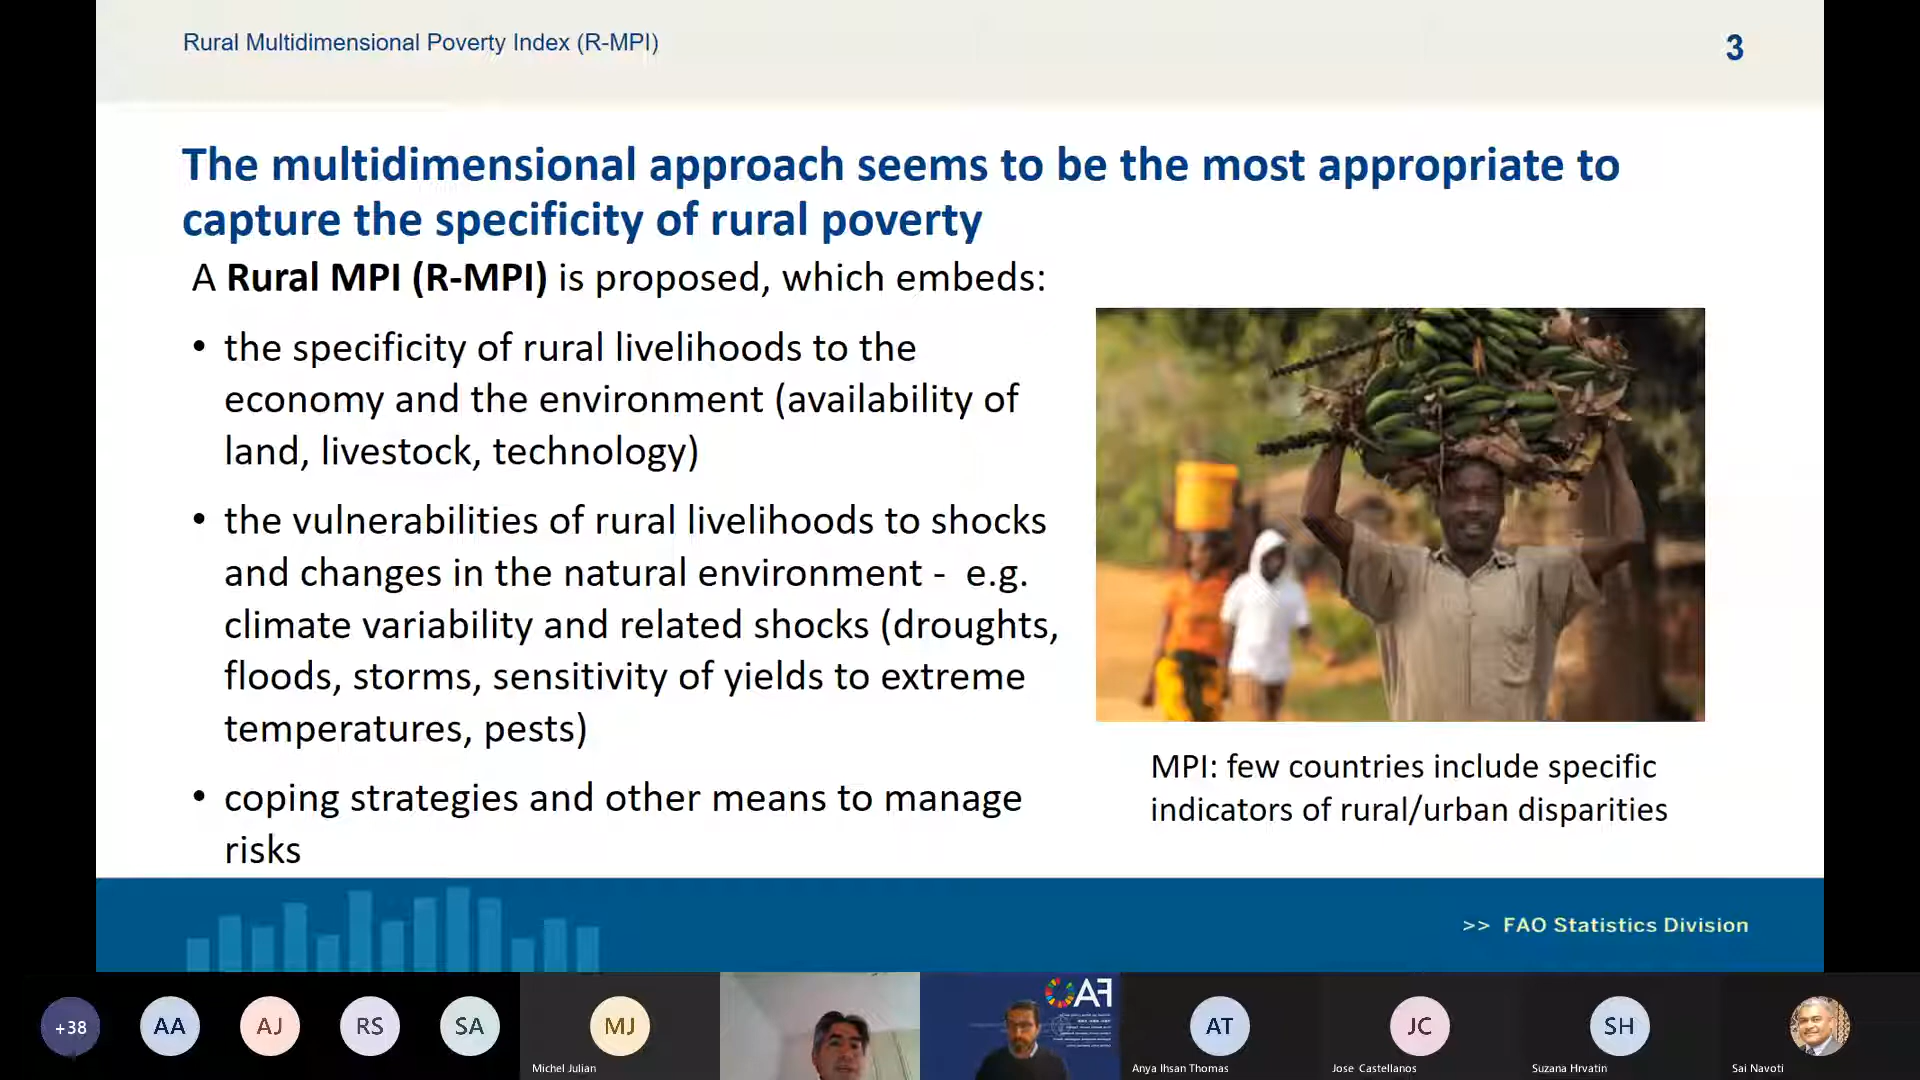 Rural Multidimensional Poverty Index (R-MPI)
3
The multidimensional approach seems to be the most appropriate to
capture the specificity of rural poverty
A Rural MPI (R-MPI) is proposed, which embeds:
• the specificity of rural livelihoods to the
economy and the environment (availability of
land, livestock, technology)
• the vulnerabilities of rural livelihoods to shocks
and changes in the natural environment - e.g.
climate variability and related shocks (droughts,
floods, storms, sensitivity of yields to extreme
temperatures, pests)
• coping strategies and other means to manage
risks
MPI: few countries include specific
indicators of rural/urban disparities
>> FAO Statistics Division
+38
AA
AJ
RS
SA
MJ
Michel Julian
FAO
AT
Anya Ihsan Thomas
JC
Jose Castellanos
SH
Suzana Hrvatin
Sai Navoti